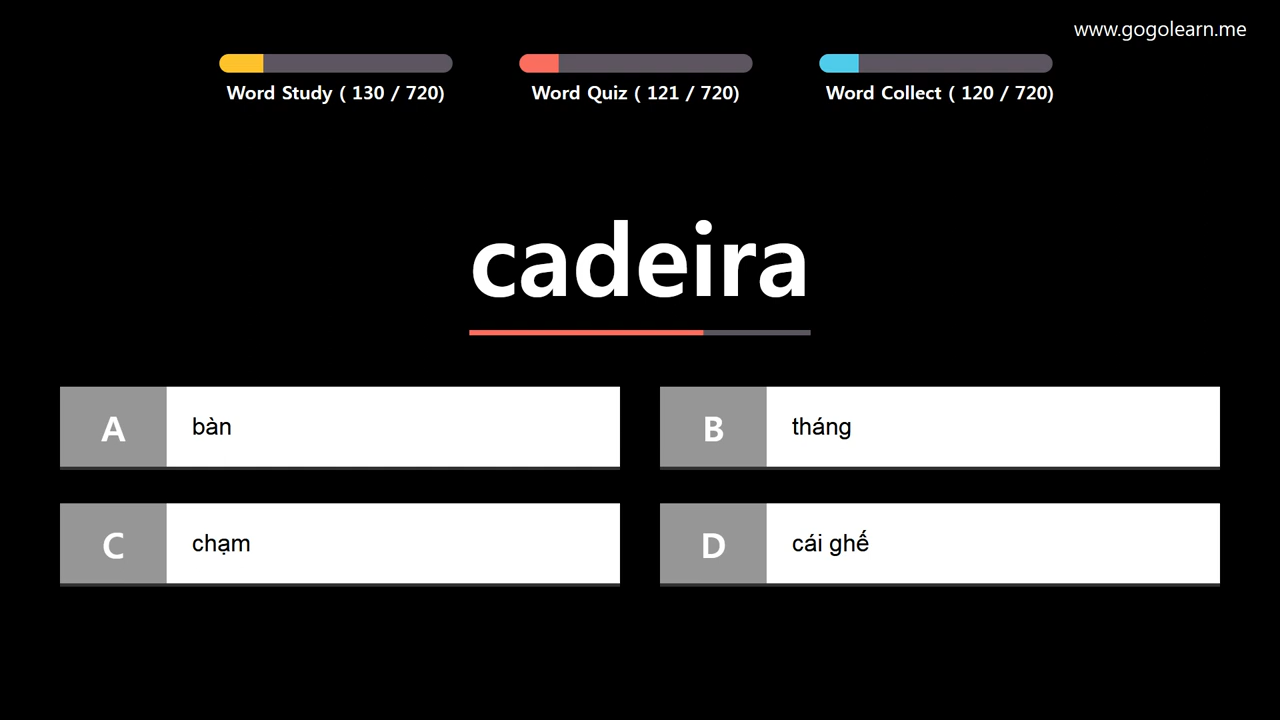 www.gogolearn.me
Word Study ( 130 / 720)
Word Quiz ( 121 / 720)
Word Collect ( 120 / 720)
cadeira
A
bàn
B
tháng
C
chạm
D
cái ghế